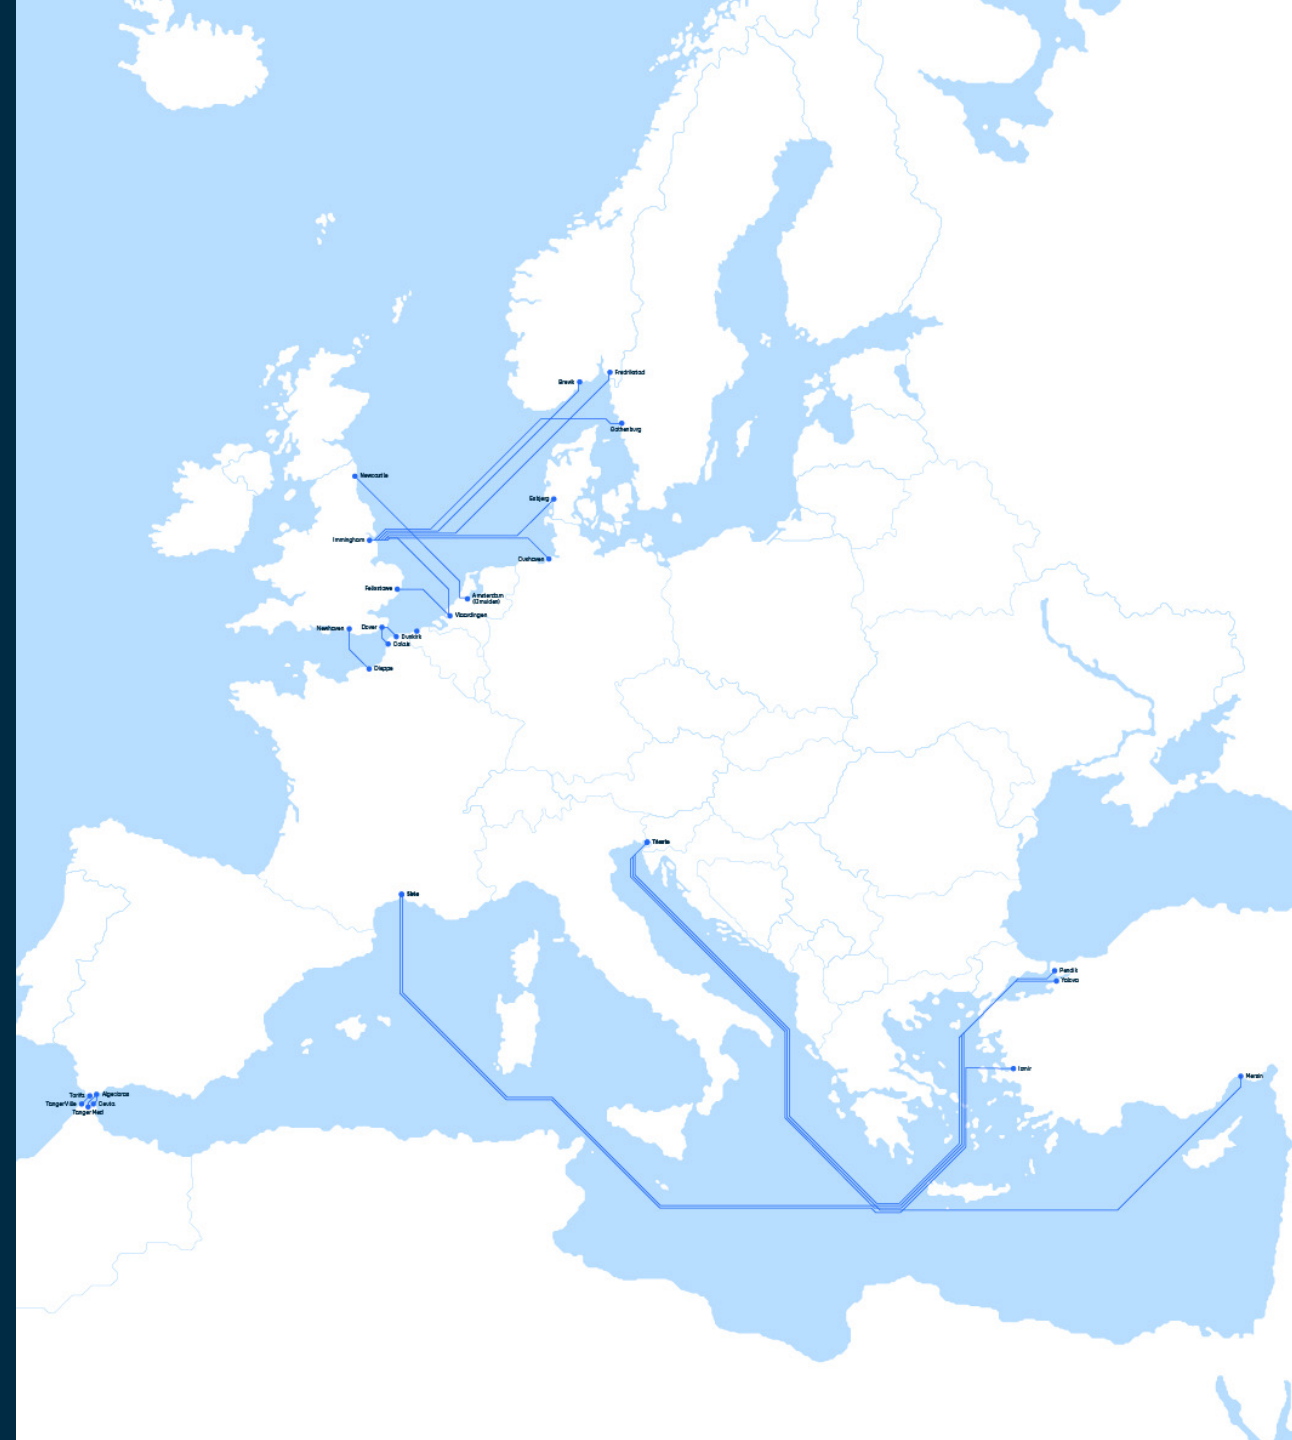 Fredrikstad
Brevik
Gothenburg
Newcastle
Esbjerg
Immingham
Cuxhaven
Felixstowe
Amsterdam
(IJmuiden)
Vlaardingen
Newhaven
Dover
Dunkirk
Calais
Dieppe
Trieste
Sète
Pendik
Yalova
Izmir
Mersin
Tarifa
Algeciras
Tanger Ville
Ceuta
Tanger Med